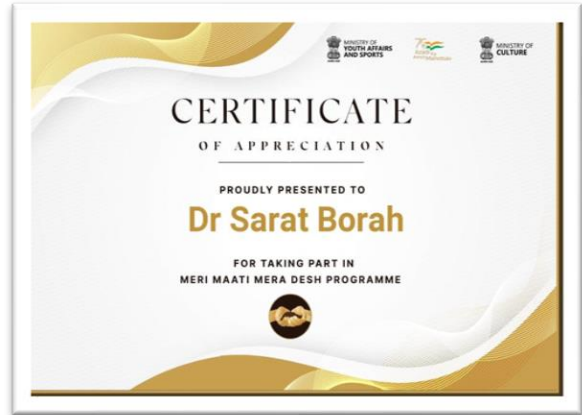 MINISTRY OF
YOUTH AFFAIRS
AND SPORTS
MINISTRY OF
CULTURE
CERTIFICATE
OF APPRECIATION
PROUDLY PRESENTED TO
Dr Sarat Borah
FOR TAKING PART IN
MERI MAATI MERA DESH PROGRAMME